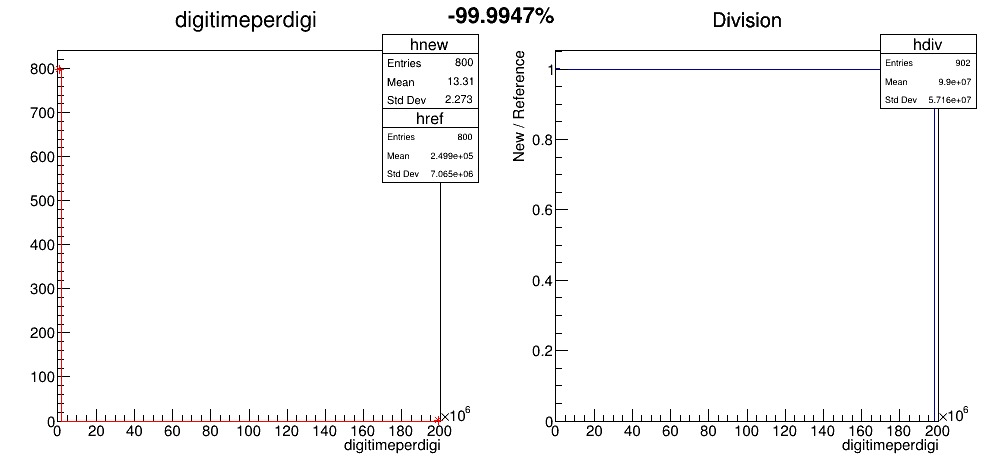 digitimeperdigi
-99.9947%
Division
hnew
Entries 800
Mean 13.31
Std Dev 2.273
href
Entries 800
Mean 2.499e+05
Std Dev 7.065e+06
800
700
600
500
400
300
200
100
0
0 20 40 60 80 100 120 140 160 180 200
×10⁶
digitimeperdigi
hdiv
Entries 902
Mean 9.9e+07
Std Dev 5.716e+07
New / Reference
1
0.8
0.6
0.4
0.2
0
0 20 40 60 80 100 120 140 160 180 200
×10⁶
digitimeperdigi